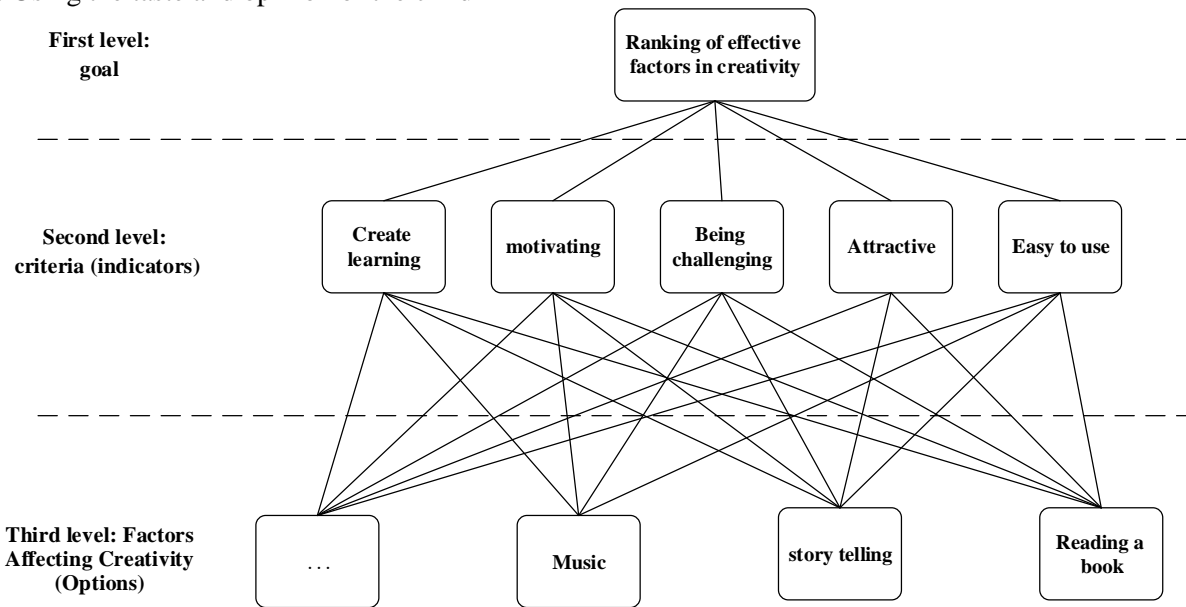 First level:
goal
Ranking of effective
factors in creativity
Second level:
criteria (indicators)
Create
learning
motivating
Being
challenging
Attractive
Easy to use
Third level: Factors
Affecting Creativity
(Options)
...
Music
story telling
Reading a
book